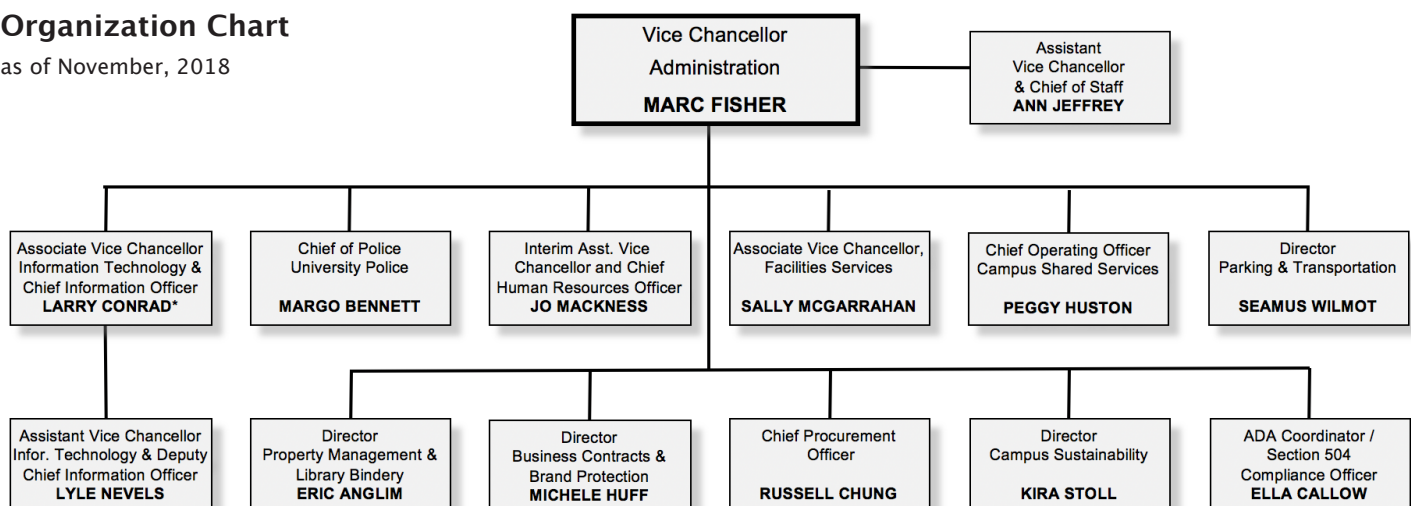 Organization Chart
as of November, 2018
Vice Chancellor
Administration
MARC FISHER
Assistant
Vice Chancellor
& Chief of Staff
ANN JEFFREY
Associate Vice Chancellor
Information Technology &
Chief Information Officer
LARRY CONRAD*
Chief of Police
University Police
MARGO BENNETT
Interim Asst. Vice
Chancellor and Chief
Human Resources Officer
JO MACKNESS
Associate Vice Chancellor,
Facilities Services
SALLY MCGARRAHAN
Chief Operating Officer
Campus Shared Services
PEGGY HUSTON
Director
Parking & Transportation
SEAMUS WILMOT
Assistant Vice Chancellor
Infor. Technology & Deputy
Chief Information Officer
LYLE NEVELS
Director
Property Management &
Library Bindery
ERIC ANGLIM
Director
Business Contracts &
Brand Protection
MICHELE HUFF
Chief Procurement
Officer
RUSSELL CHUNG
Director
Campus Sustainability
KIRA STOLL
ADA Coordinator /
Section 504
Compliance Officer
ELLA CALLOW